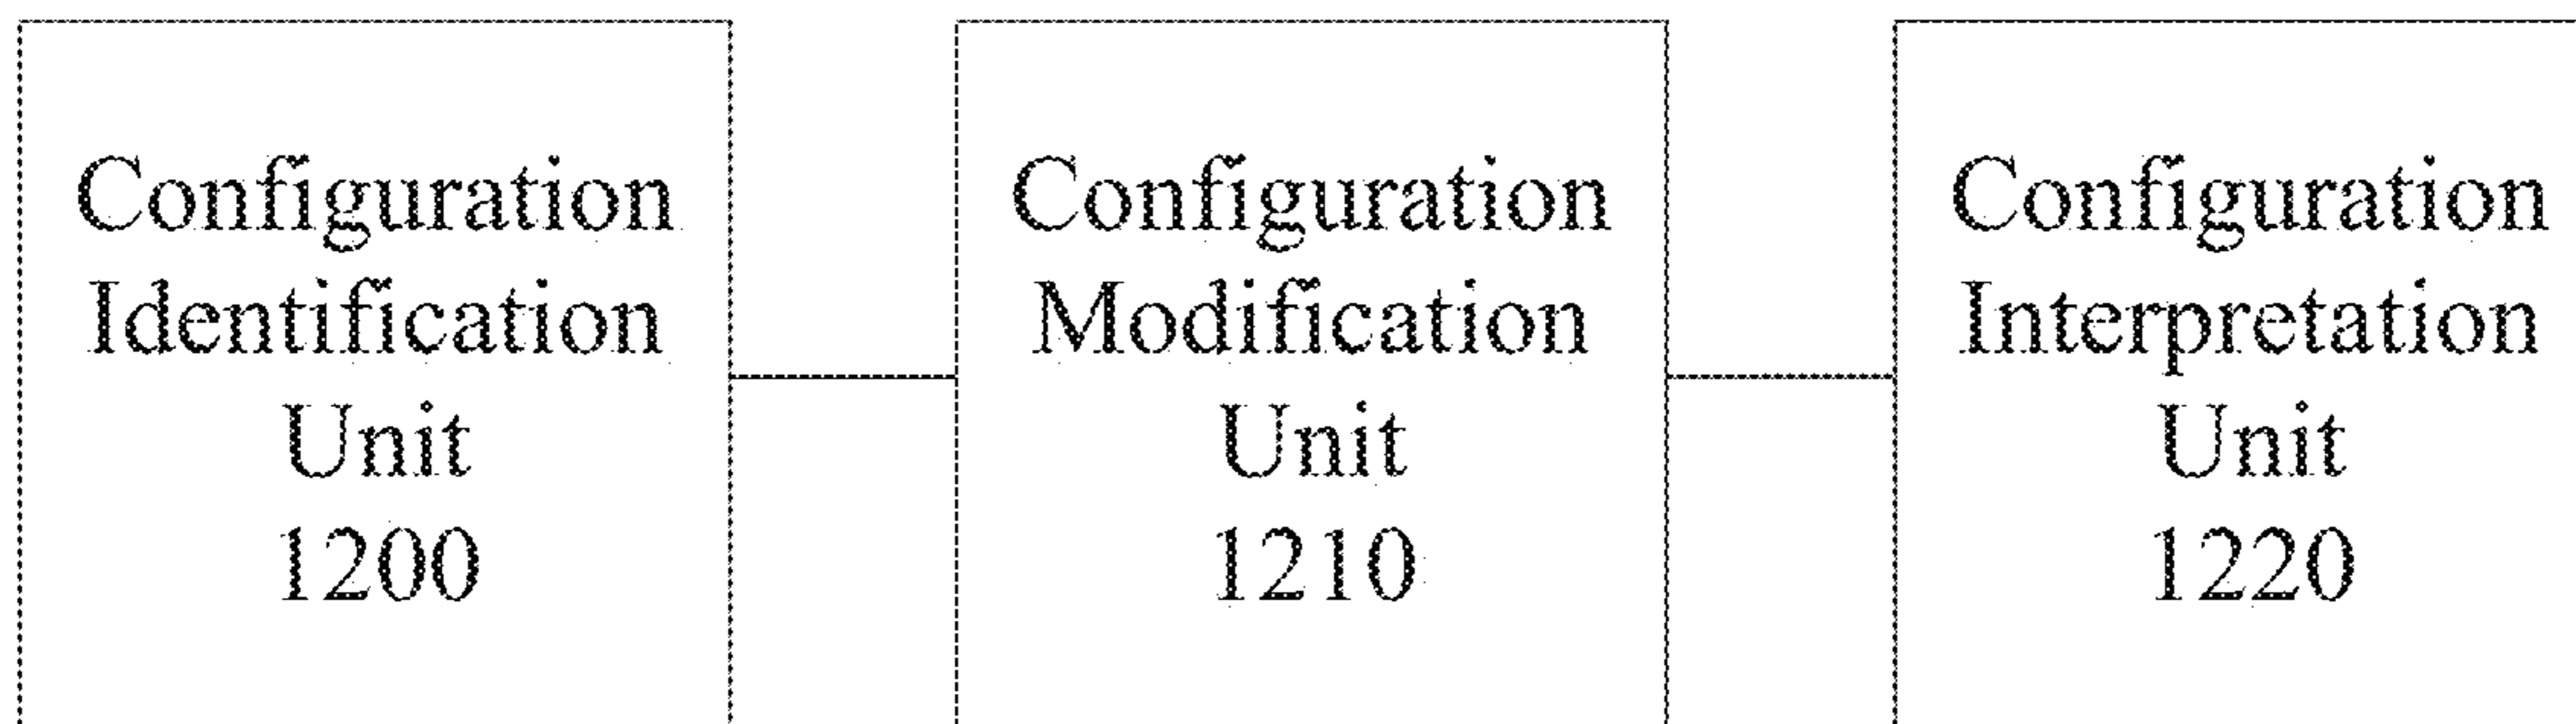 Configuration
Identification
Unit
1200
Configuration
Modification
Unit
1210
Configuration
Interpretation
Unit
1220